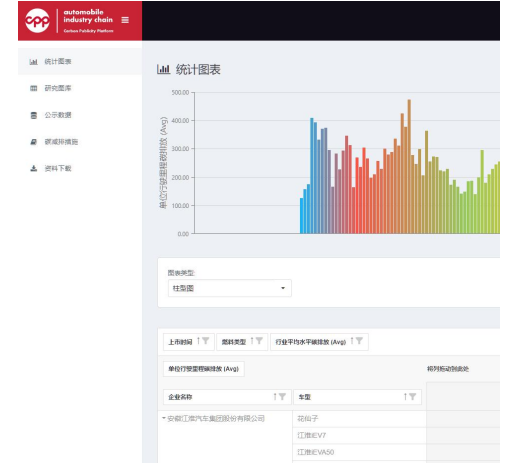 cpp
automobile
industry chain
Carbon Publicity Platform
统计图表
研究图库
公示数据
碳减排措施
资料下载
统计图表
单位行驶里程碳排放 (Avg)
500.00
400.00
300.00
200.00
100.00
0.00
图表类型:
柱型图
上市时间
燃料类型
行业平均水平碳排放 (Avg)
单位行驶里程碳排放 (Avg)
将列拖动到此处
企业名称
车型
安徽江淮汽车集团股份有限公司
花仙子
江淮iEV7
江淮iEVA50